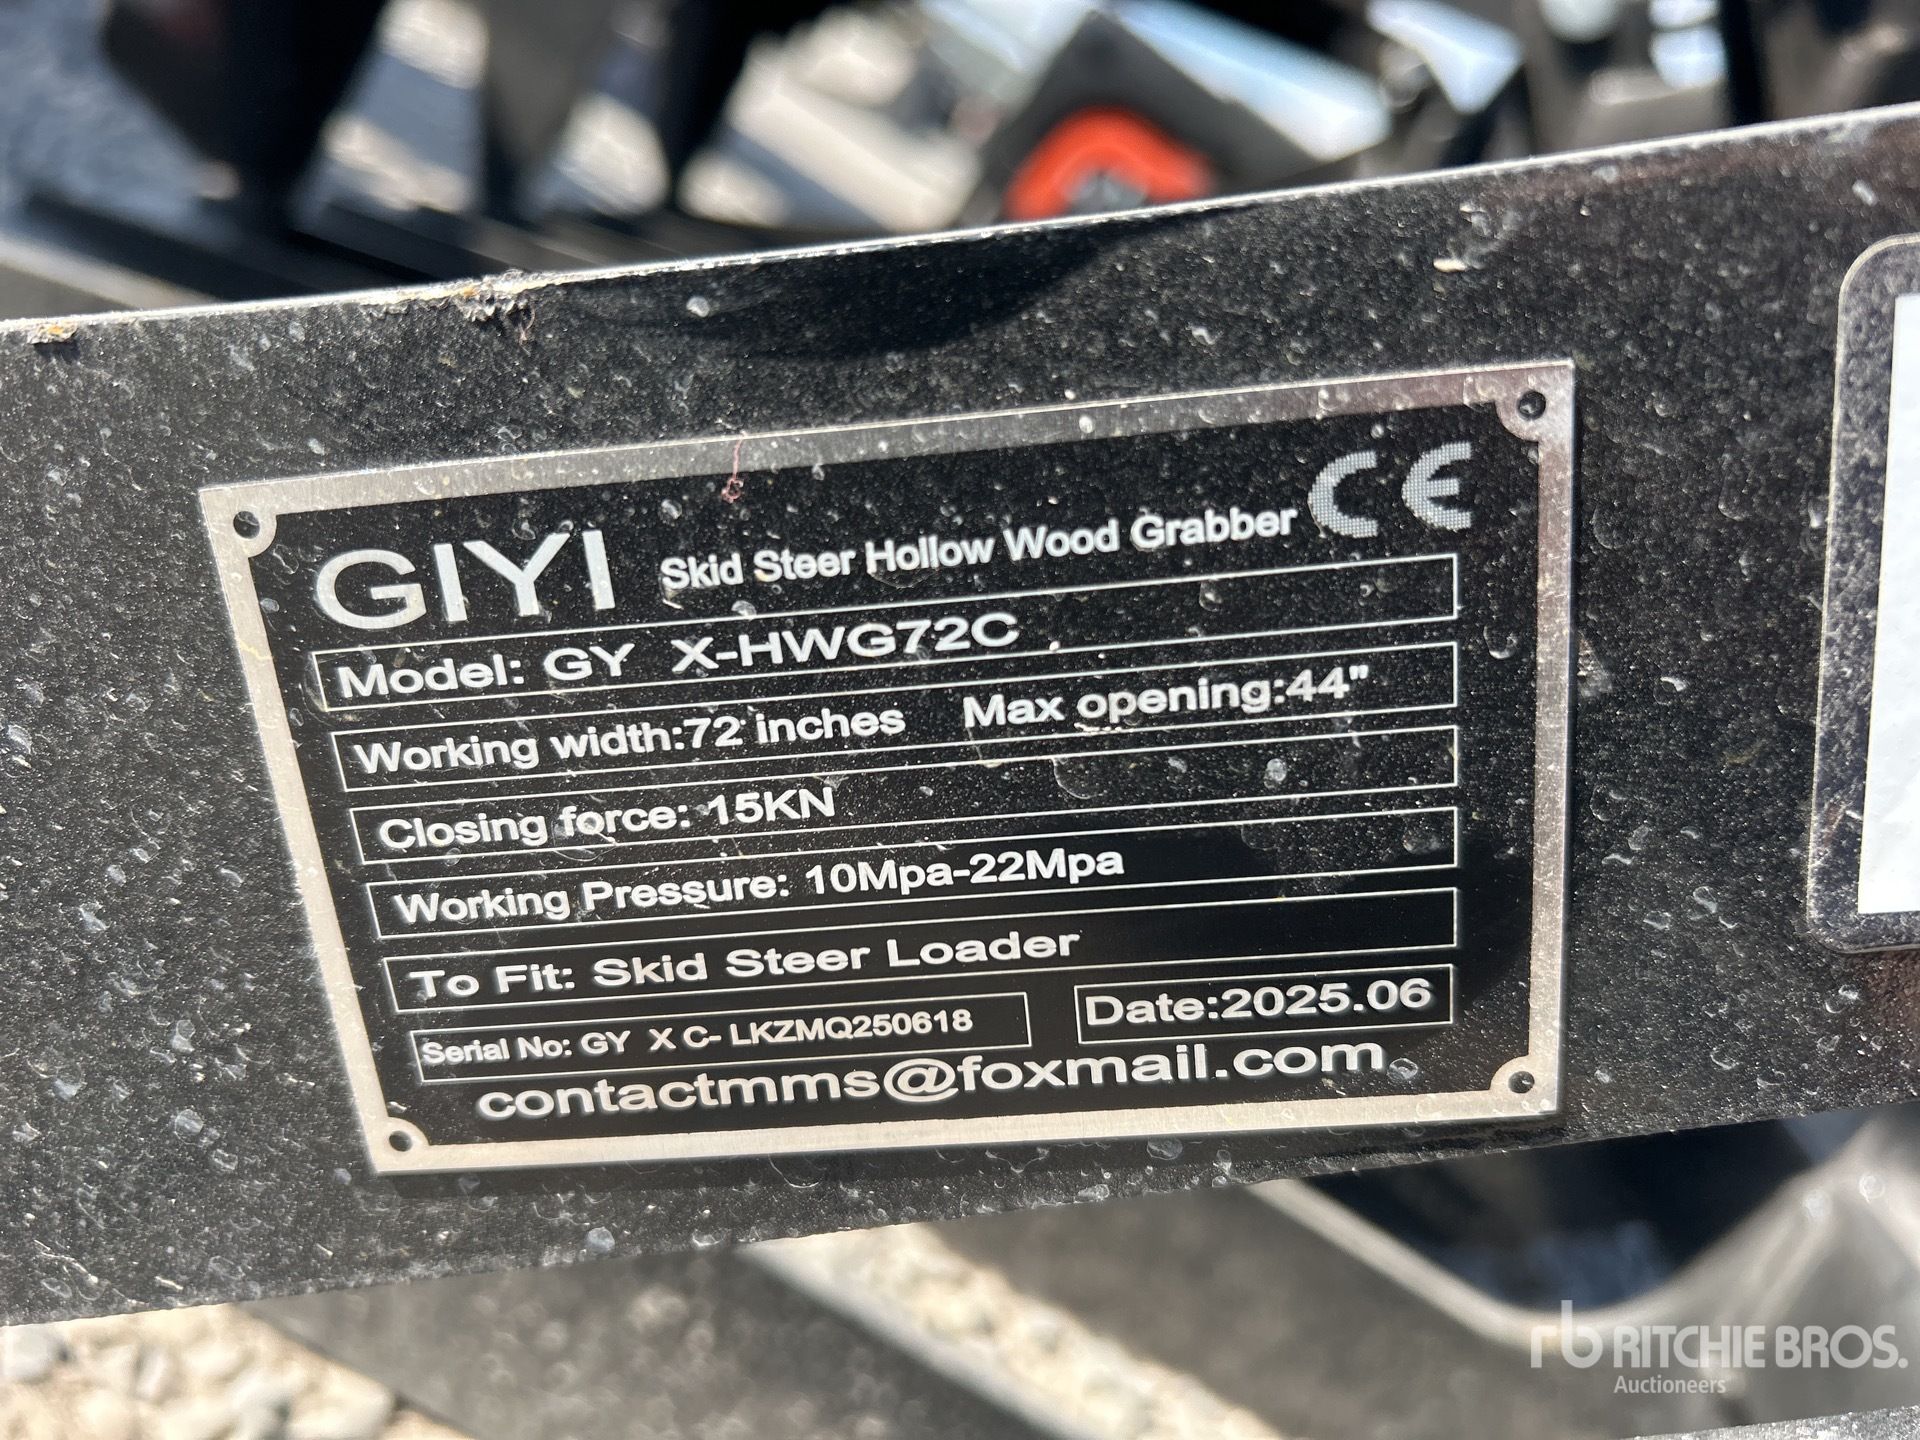 GIYI Skid Steer Hollow Wood Grabber CE
Model: GY X-HWG72C
Working width:72 inches Max opening:44"
Closing force: 15KN
Working Pressure: 10Mpa-22Mpa
To Fit: Skid Steer Loader
Serial No: GY X C- LKZMQ250618 Date:2025.06
contactmms@foxmail.com
rb RITCHIE BROS.
Auctioneers